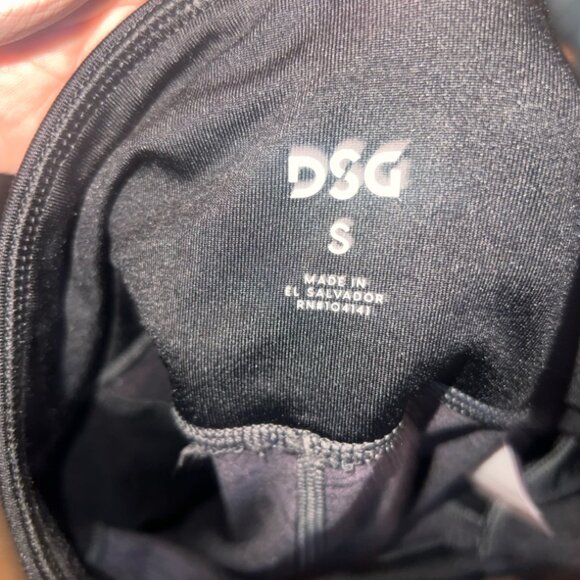 DSG
S
MADE IN
EL SALVADOR
RN#104141